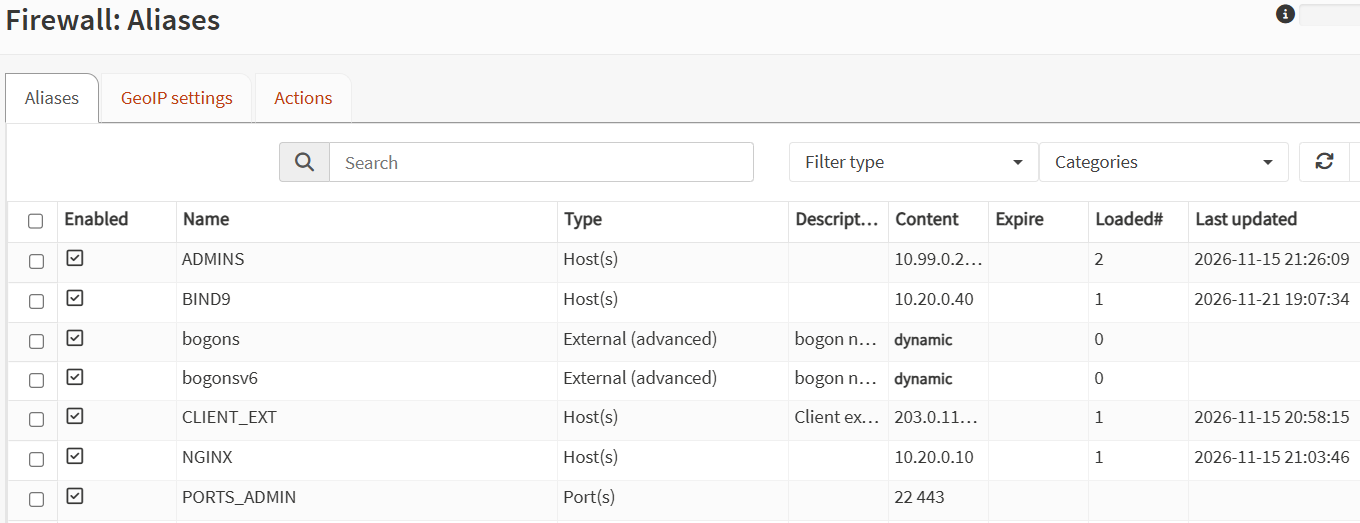 Firewall: Aliases
Aliases GeoIP settings Actions
Search Filter type Categories
Enabled Name Type Descript... Content Expire Loaded# Last updated
ADMINS Host(s) 10.99.0.2... 2 2026-11-15 21:26:09
BIND9 Host(s) 10.20.0.40 1 2026-11-21 19:07:34
bogons External (advanced) bogon n... dynamic 0
bogonsv6 External (advanced) bogon n... dynamic 0
CLIENT_EXT Host(s) Client ex... 203.0.11... 1 2026-11-15 20:58:15
NGINX Host(s) 10.20.0.10 1 2026-11-15 21:03:46
PORTS_ADMIN Port(s) 22 443